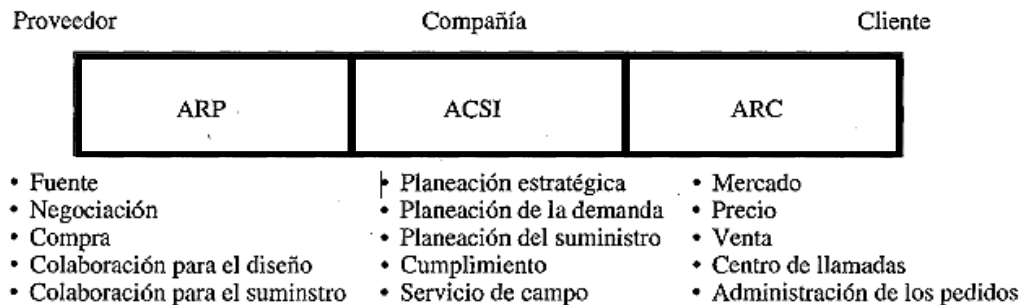 Proveedor Compañía Cliente
ARP ACSI ARC
• Fuente
• Negociación
• Compra
• Colaboración para el diseño
• Colaboración para el suminstro
• Planeación estratégica
• Planeación de la demanda
• Planeación del suministro
• Cumplimiento
• Servicio de campo
• Mercado
• Precio
• Venta
• Centro de llamadas
• Administración de los pedidos